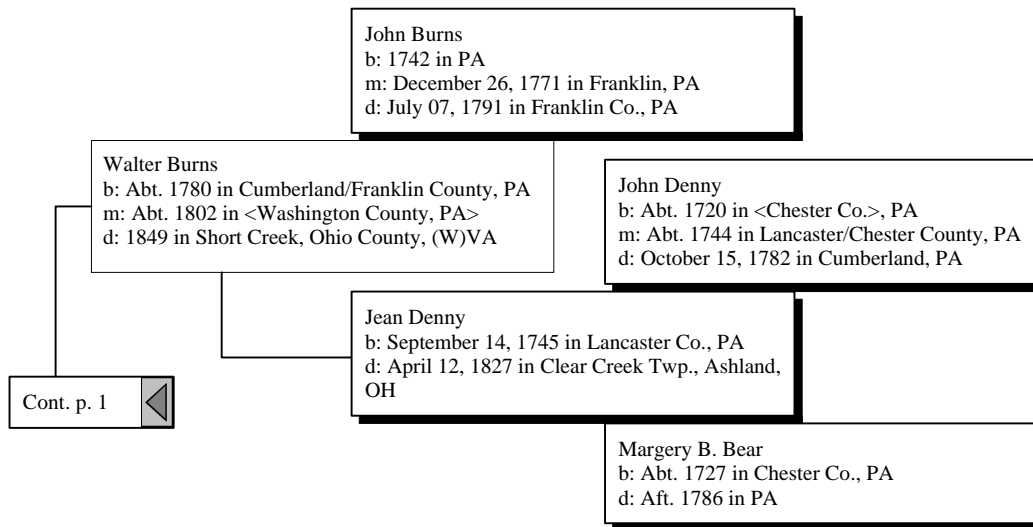 John Burns
b: 1742 in PA
m: December 26, 1771 in Franklin, PA
d: July 07, 1791 in Franklin Co., PA
Walter Burns
b: Abt. 1780 in Cumberland/Franklin County, PA
m: Abt. 1802 in <Washington County, PA>
d: 1849 in Short Creek, Ohio County, (W)VA
John Denny
b: Abt. 1720 in <Chester Co.>, PA
m: Abt. 1744 in Lancaster/Chester County, PA
d: October 15, 1782 in Cumberland, PA
Jean Denny
b: September 14, 1745 in Lancaster Co., PA
d: April 12, 1827 in Clear Creek Twp., Ashland,
OH
Cont. p. 1
Margery B. Bear
b: Abt. 1727 in Chester Co., PA
d: Aft. 1786 in PA